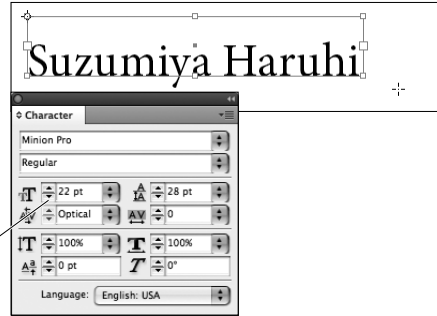 Suzumiya Haruhi
Character
Minion Pro
Regular
22 pt 28 pt
Optical 0
100% 100%
0 pt 0°
Language: English: USA